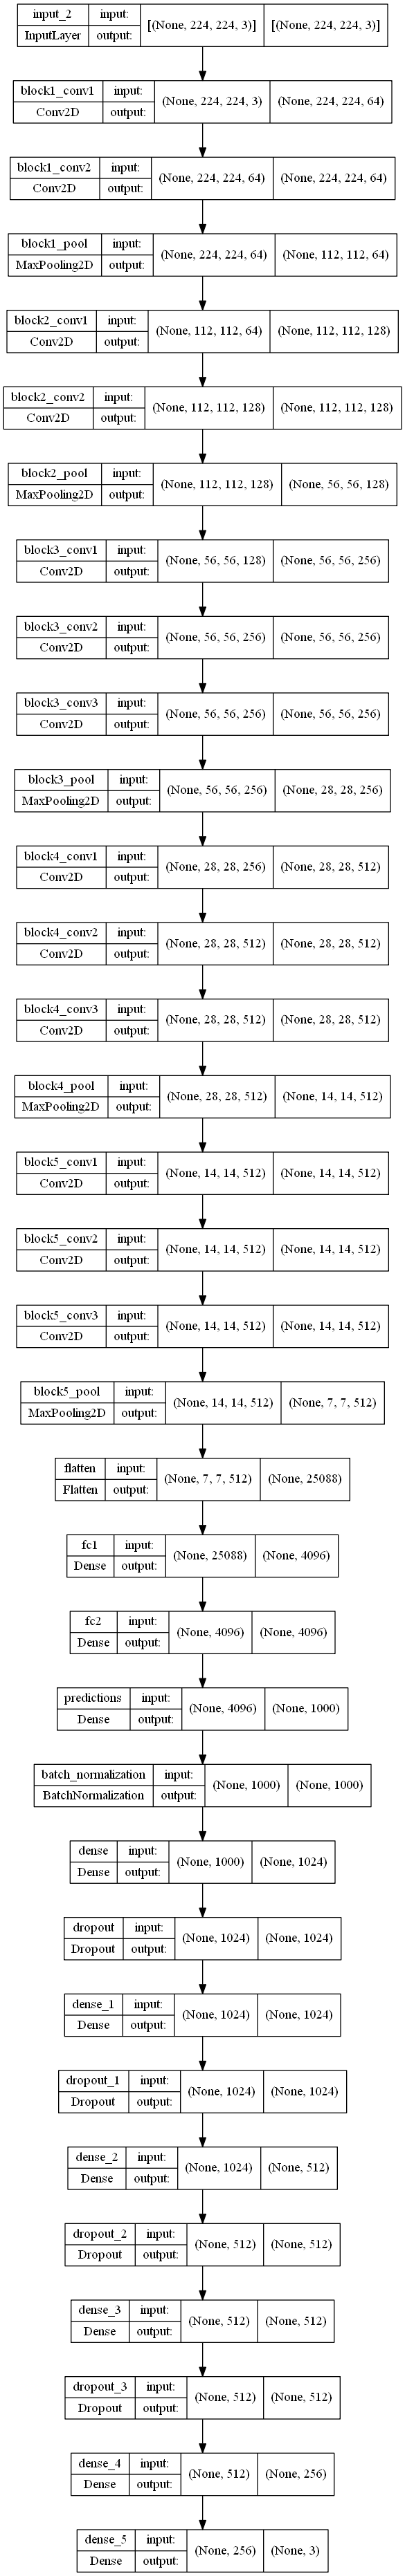 input_2 input: [(None, 224, 224, 3)] [(None, 224, 224, 3)]
InputLayer output:
block1_conv1 input: (None, 224, 224, 3) (None, 224, 224, 64)
Conv2D output:
block1_conv2 input: (None, 224, 224, 64) (None, 224, 224, 64)
Conv2D output:
block1_pool input: (None, 224, 224, 64) (None, 112, 112, 64)
MaxPooling2D output:
block2_conv1 input: (None, 112, 112, 64) (None, 112, 112, 128)
Conv2D output:
block2_conv2 input: (None, 112, 112, 128) (None, 112, 112, 128)
Conv2D output:
block2_pool input: (None, 112, 112, 128) (None, 56, 56, 128)
MaxPooling2D output:
block3_conv1 input: (None, 56, 56, 128) (None, 56, 56, 256)
Conv2D output:
block3_conv2 input: (None, 56, 56, 256) (None, 56, 56, 256)
Conv2D output:
block3_conv3 input: (None, 56, 56, 256) (None, 56, 56, 256)
Conv2D output:
block3_pool input: (None, 56, 56, 256) (None, 28, 28, 256)
MaxPooling2D output:
block4_conv1 input: (None, 28, 28, 256) (None, 28, 28, 512)
Conv2D output:
block4_conv2 input: (None, 28, 28, 512) (None, 28, 28, 512)
Conv2D output:
block4_conv3 input: (None, 28, 28, 512) (None, 28, 28, 512)
Conv2D output:
block4_pool input: (None, 28, 28, 512) (None, 14, 14, 512)
MaxPooling2D output:
block5_conv1 input: (None, 14, 14, 512) (None, 14, 14, 512)
Conv2D output:
block5_conv2 input: (None, 14, 14, 512) (None, 14, 14, 512)
Conv2D output:
block5_conv3 input: (None, 14, 14, 512) (None, 14, 14, 512)
Conv2D output:
block5_pool input: (None, 14, 14, 512) (None, 7, 7, 512)
MaxPooling2D output:
flatten input: (None, 7, 7, 512) (None, 25088)
Flatten output:
fc1 input: (None, 25088) (None, 4096)
Dense output:
fc2 input: (None, 4096) (None, 4096)
Dense output:
predictions input: (None, 4096) (None, 1000)
Dense output:
batch_normalization input: (None, 1000) (None, 1000)
BatchNormalization output:
dense input: (None, 1000) (None, 1024)
Dense output:
dropout input: (None, 1024) (None, 1024)
Dropout output:
dense_1 input: (None, 1024) (None, 1024)
Dense output:
dropout_1 input: (None, 1024) (None, 1024)
Dropout output:
dense_2 input: (None, 1024) (None, 512)
Dense output:
dropout_2 input: (None, 512) (None, 512)
Dropout output:
dense_3 input: (None, 512) (None, 512)
Dense output:
dropout_3 input: (None, 512) (None, 512)
Dropout output:
dense_4 input: (None, 512) (None, 256)
Dense output:
dense_5 input: (None, 256) (None, 3)
Dense output: